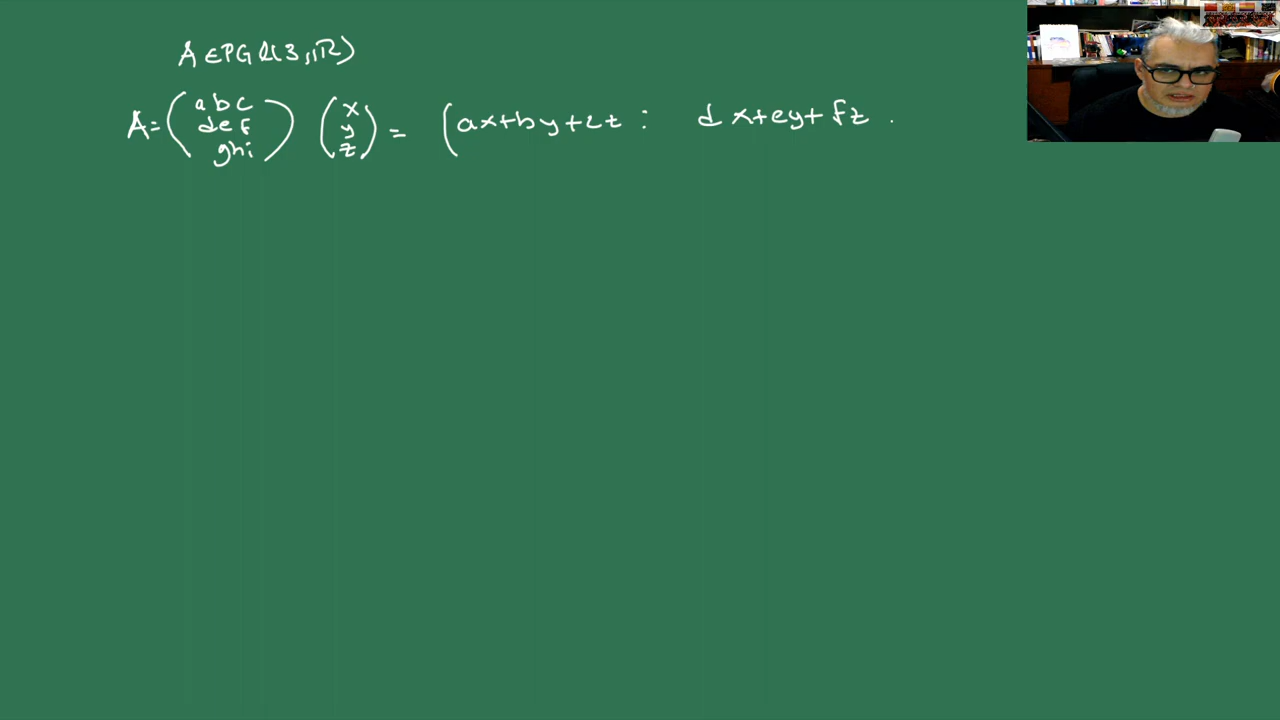 A ∈ PGL(3, ℝ)
A = ( a b c d e f g h i ) ( x y z ) = ( ax+by+cz : dx+ey+fz .